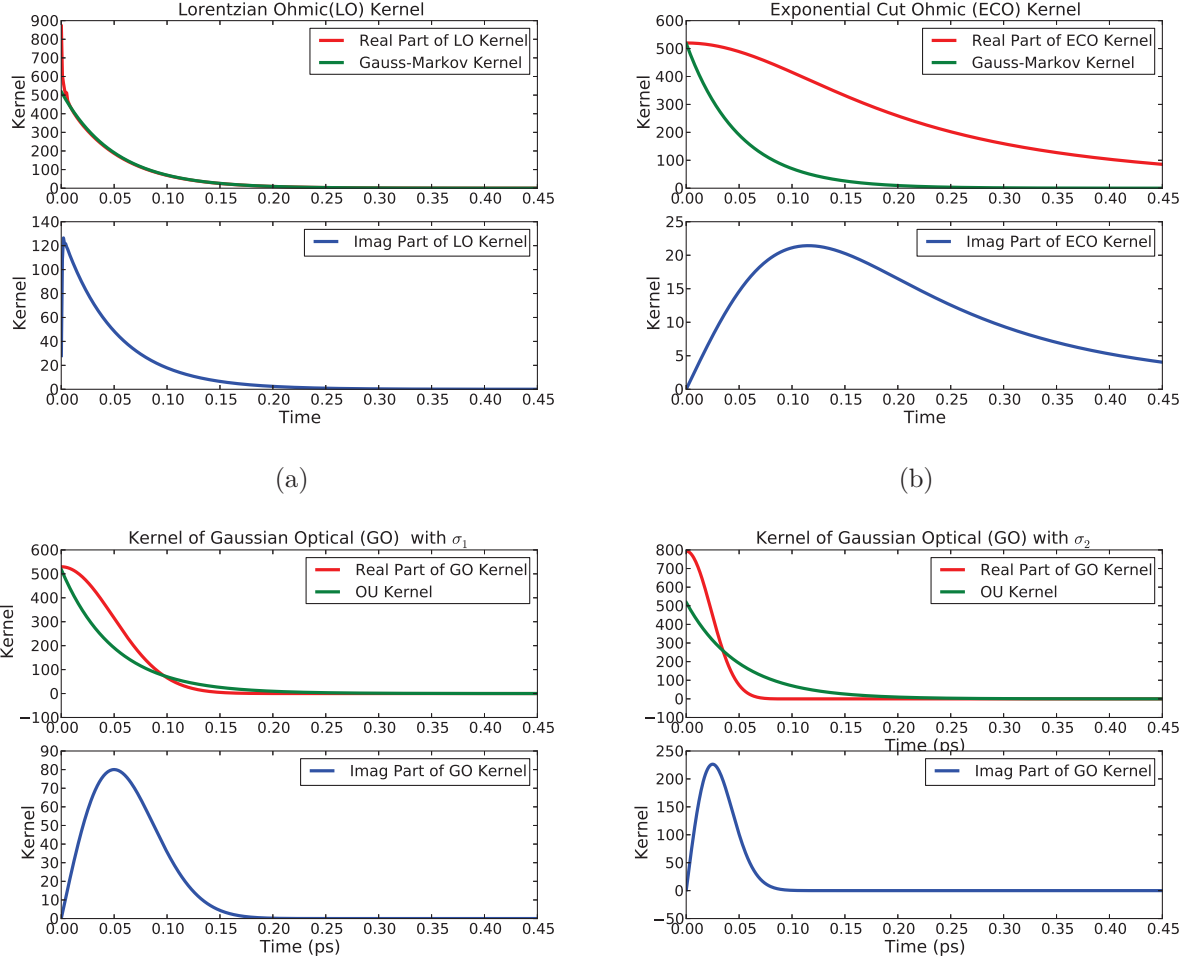 Lorentzian Ohmic(LO) Kernel
900
800
700
600
500
400
300
200
100
0
Kernel
Real Part of LO Kernel
Gauss-Markov Kernel
0.00 0.05 0.10 0.15 0.20 0.25 0.30 0.35 0.40 0.45
140
120
100
80
60
40
20
0
Kernel
Imag Part of LO Kernel
0.00 0.05 0.10 0.15 0.20 0.25 0.30 0.35 0.40 0.45
Time
(a)
Exponential Cut Ohmic (ECO) Kernel
600
500
400
300
200
100
0
Kernel
Real Part of ECO Kernel
Gauss-Markov Kernel
0.00 0.05 0.10 0.15 0.20 0.25 0.30 0.35 0.40 0.45
25
20
15
10
5
0
Kernel
Imag Part of ECO Kernel
0.00 0.05 0.10 0.15 0.20 0.25 0.30 0.35 0.40 0.45
Time
(b)
Kernel of Gaussian Optical (GO) with σ₁
600
500
400
300
200
100
0
−100
Kernel
Real Part of GO Kernel
OU Kernel
0.00 0.05 0.10 0.15 0.20 0.25 0.30 0.35 0.40 0.45
90
80
70
60
50
40
30
20
10
0
Kernel
Imag Part of GO Kernel
0.00 0.05 0.10 0.15 0.20 0.25 0.30 0.35 0.40 0.45
Time (ps)
Kernel of Gaussian Optical (GO) with σ₂
800
700
600
500
400
300
200
100
0
−100
Real Part of GO Kernel
OU Kernel
0.00 0.05 0.10 0.15 0.20 0.25 0.30 0.35 0.40 0.45
Time (ps)
250
200
150
100
50
0
−50
Kernel
Imag Part of GO Kernel
0.00 0.05 0.10 0.15 0.20 0.25 0.30 0.35 0.40 0.45
Time (ps)